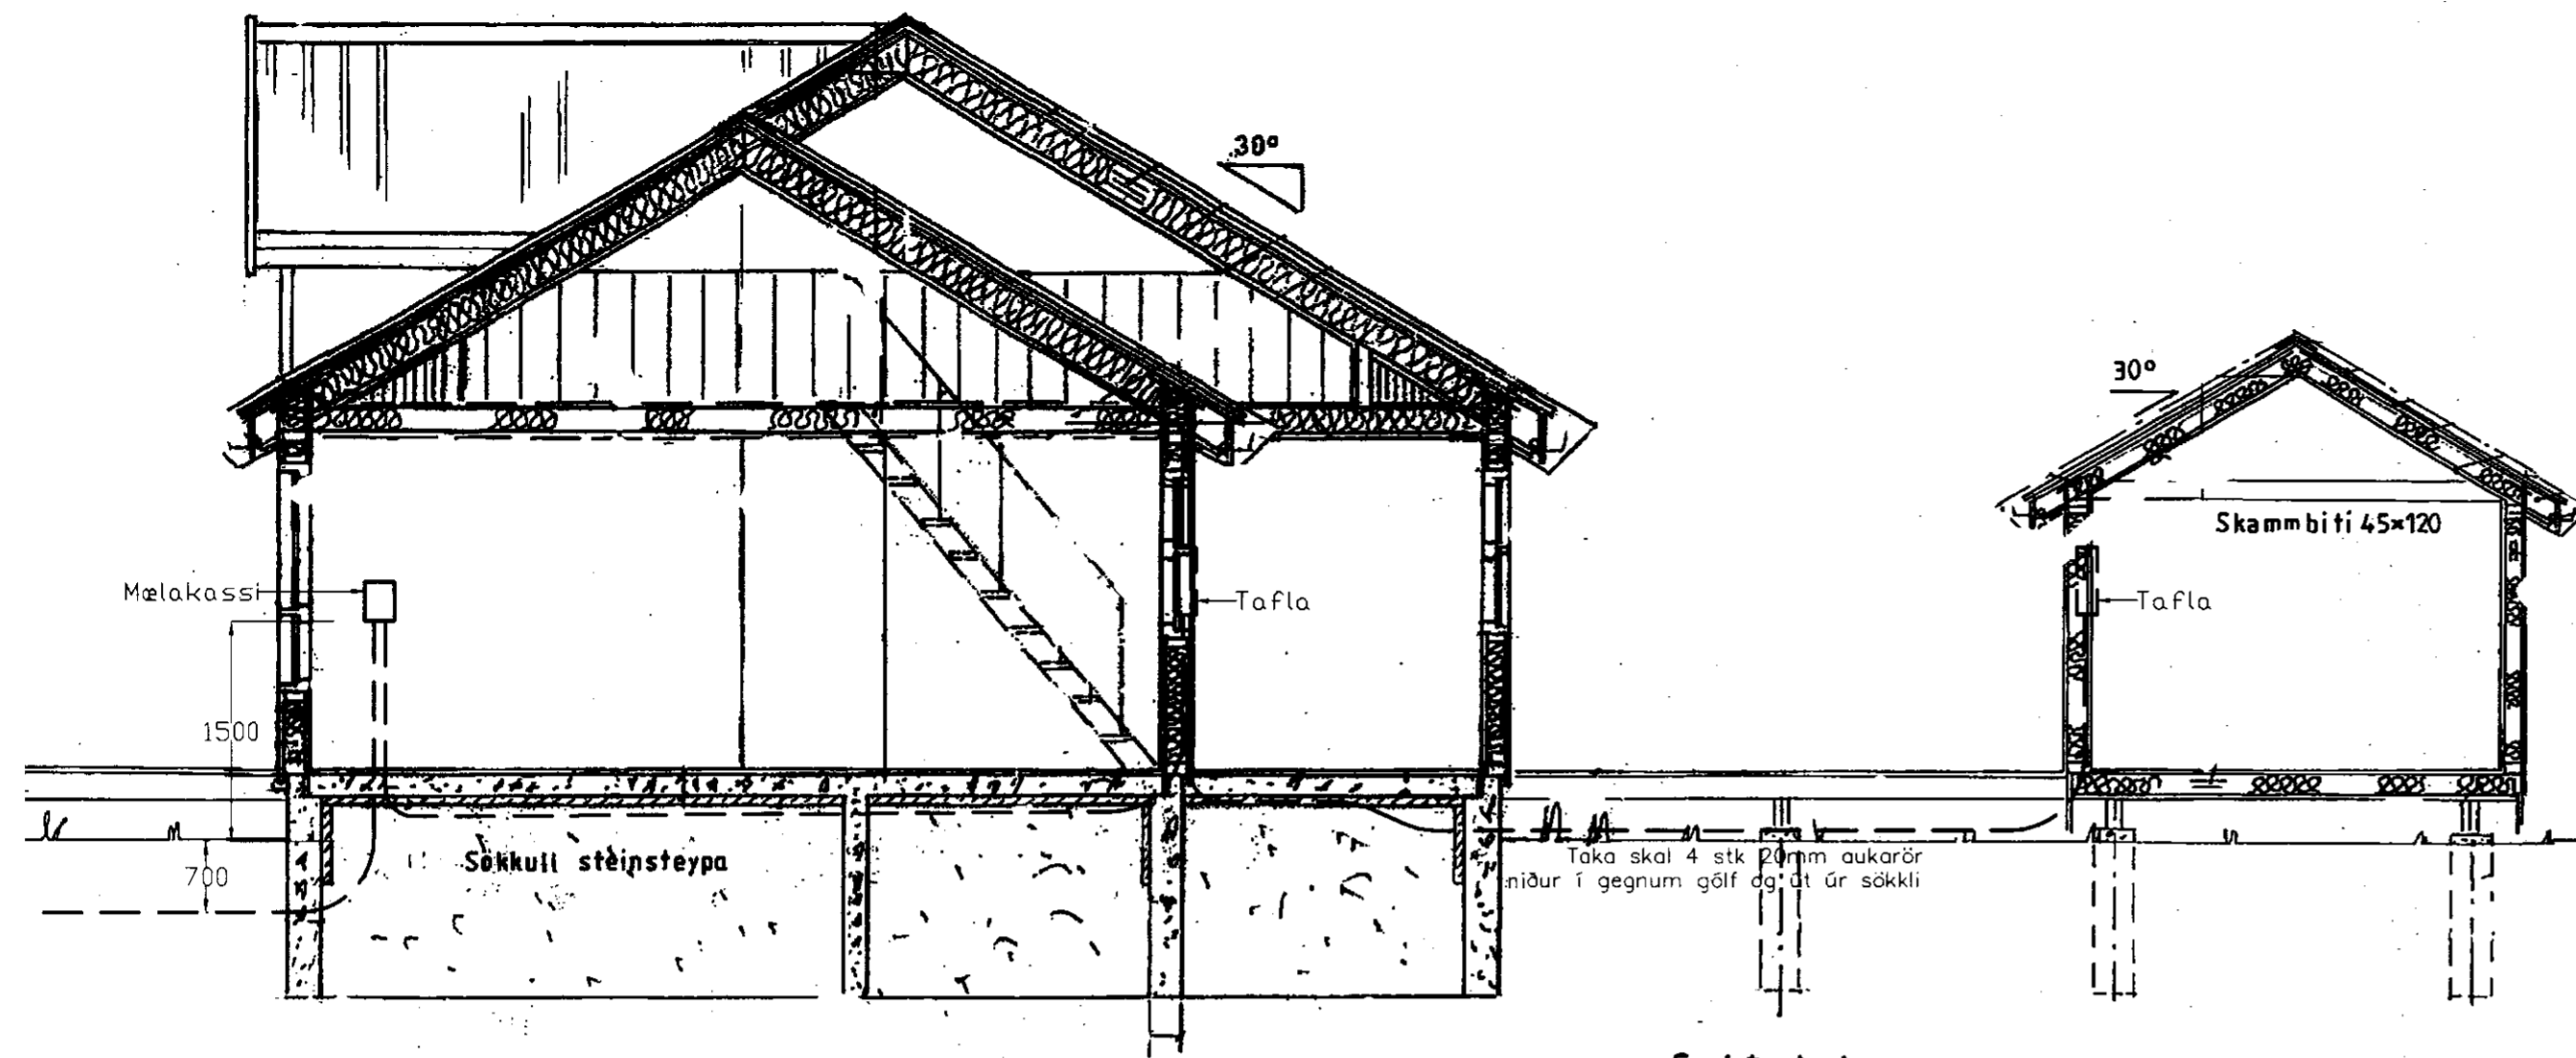 30°
30°
Skammbiti 45×120
Mælakassi
Tafla
Tafla
1500
Sökkull steinsteypa
700
Taka skal 4 stk 20mm aukarör
niður í gegnum gólf og út úr sökkli